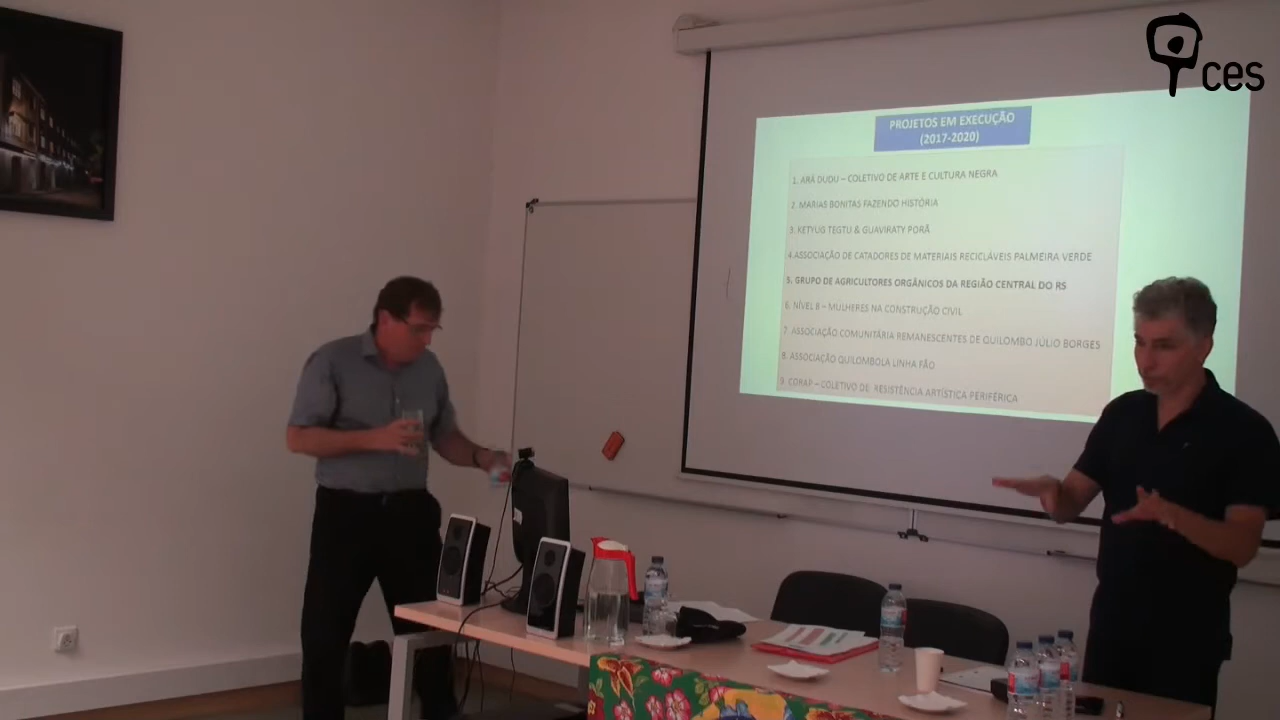 ces
PROJETOS EM EXECUÇÃO
(2017-2020)
1. ARÁ DUDU – COLETIVO DE ARTE E CULTURA NEGRA
2. MARIAS BONITAS FAZENDO HISTÓRIA
3. KETYUG TEGTU & GUAVIRATY PORÃ
4.ASSOCIAÇÃO DE CATADORES DE MATERIAIS RECICLÁVEIS PALMEIRA VERDE
5. GRUPO DE AGRICULTORES ORGÂNICOS DA REGIÃO CENTRAL DO RS
6. NÍVEL 8 – MULHERES NA CONSTRUÇÃO CIVIL
7. ASSOCIAÇÃO COMUNITÁRIA REMANESCENTES DE QUILOMBO JÚLIO BORGES
8. ASSOCIAÇÃO QUILOMBOLA LINHA FÃO
9. CORAP – COLETIVO DE RESISTÊNCIA ARTÍSTICA PERIFÉRICA